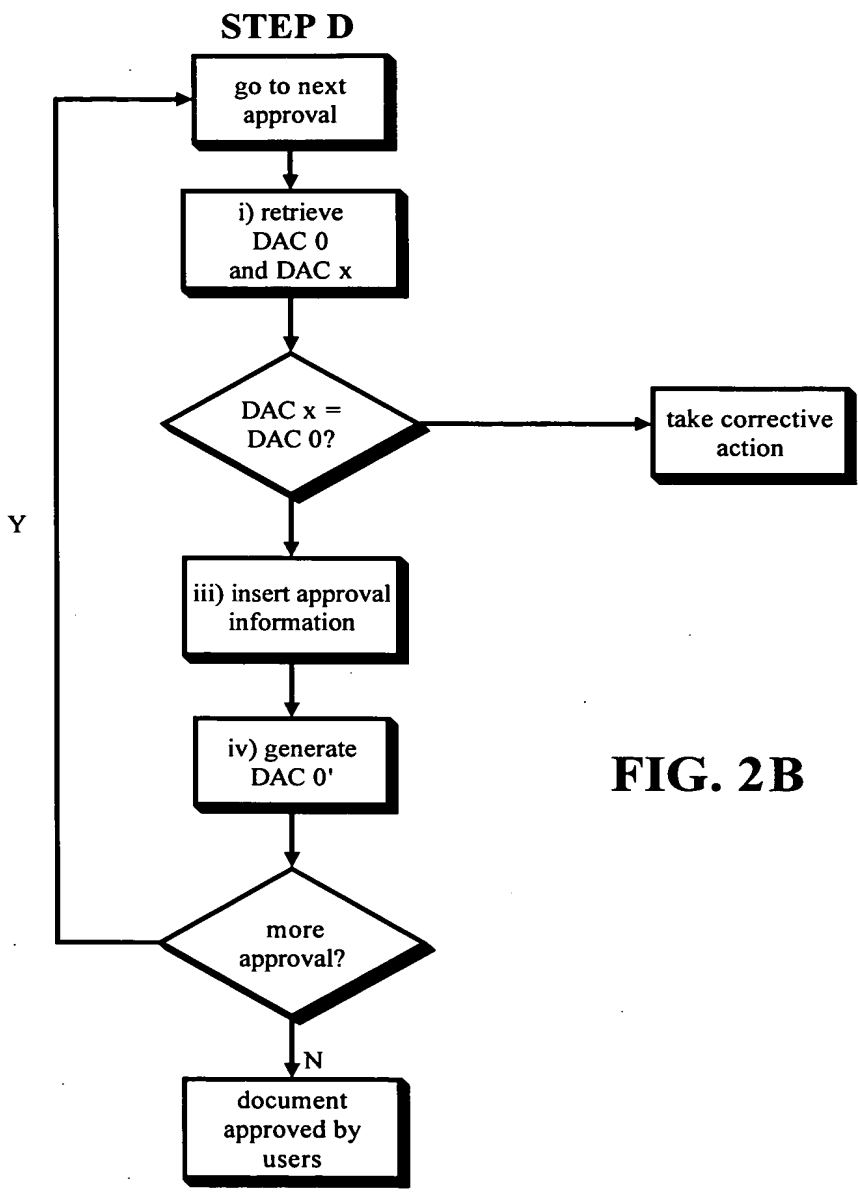 STEP D
go to next
approval
i) retrieve
DAC 0
and DAC x
DAC x =
DAC 0?
take corrective
action
Y
iii) insert approval
information
iv) generate
DAC 0'
FIG. 2B
more
approval?
N
document
approved by
users